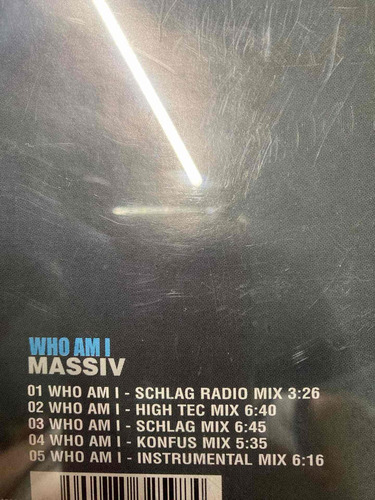 WHO AM I
MASSIV
01 WHO AM I - SCHLAG RADIO MIX 3:26
02 WHO AM I - HIGH TEC MIX 6:40
03 WHO AM I - SCHLAG MIX 6:45
04 WHO AM I - KONFUS MIX 5:35
05 WHO AM I - INSTRUMENTAL MIX 6:16